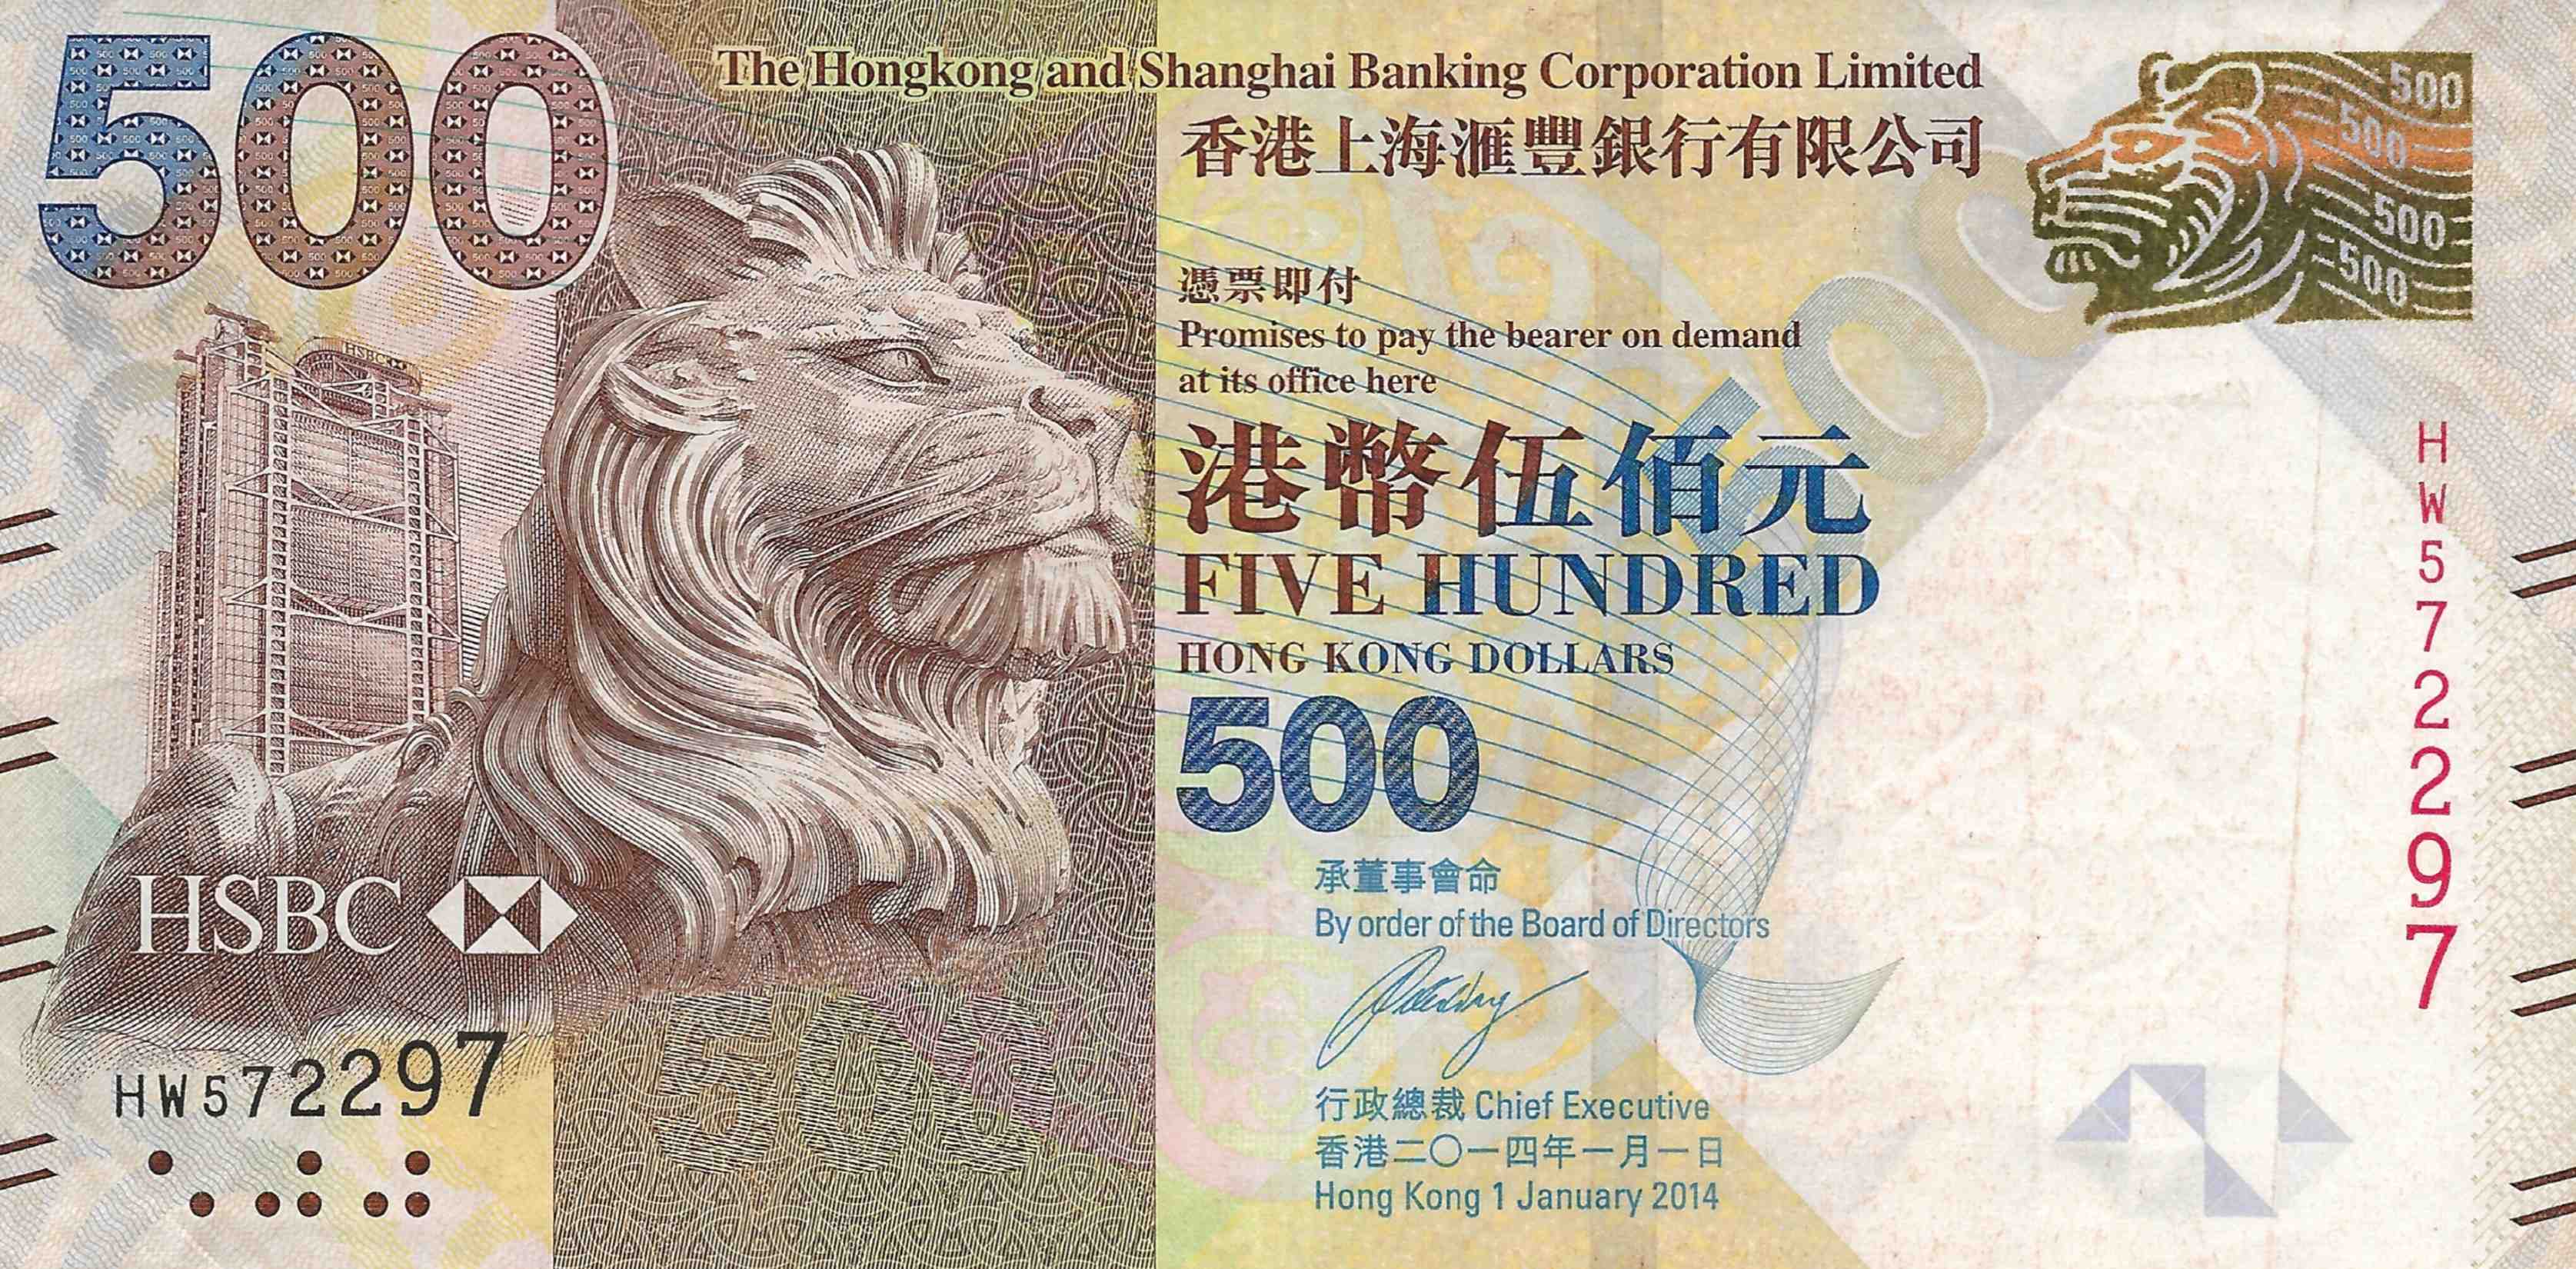 500
The Hongkong and Shanghai Banking Corporation Limited
香港上海滙豐銀行有限公司
500
500
500
500
HSBC
憑票即付
Promises to pay the bearer on demand
at its office here
500
港幣伍佰元
FIVE HUNDRED
HONG KONG DOLLARS
500
HW572297
承董事會命
By order of the Board of Directors
HSBC
行政總裁 Chief Executive
香港二〇一四年一月一日
Hong Kong 1 January 2014
500
HW572297